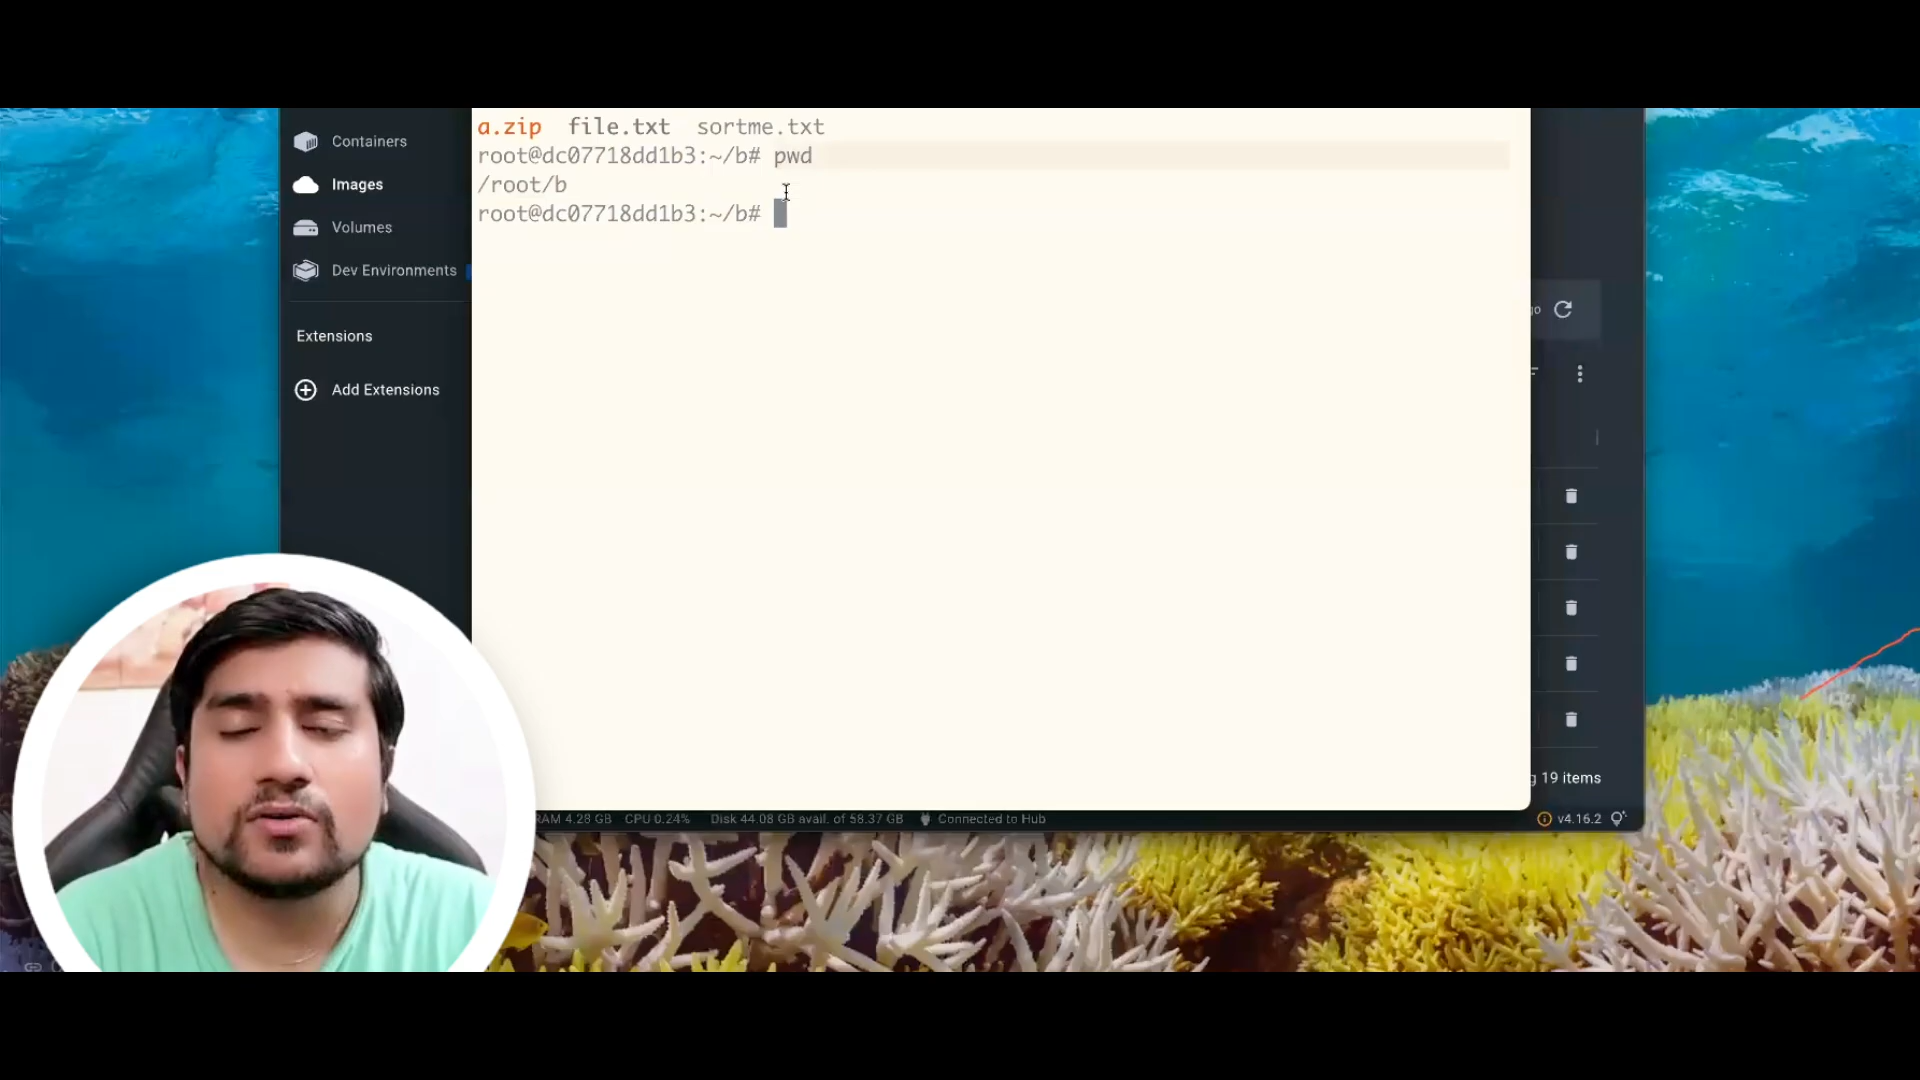 Containers
Images
Volumes
Dev Environments
Extensions
Add Extensions
a.zip file.txt sortme.txt
root@dc07718dd1b3:~/b# pwd
/root/b
root@dc07718dd1b3:~/b#
go
19 items
RAM 4.28 GB CPU 0.24% Disk 44.08 GB avail. of 58.37 GB Connected to Hub
v4.16.2